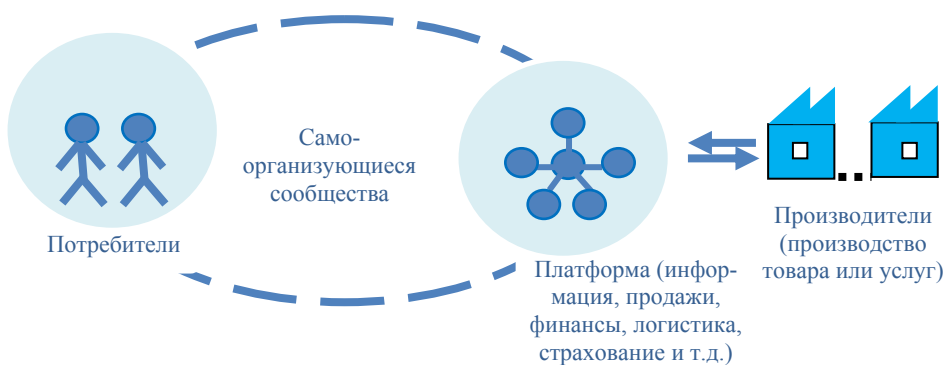 Само-
организующиеся
сообщества
Потребители
Платформа (инфор-
мация, продажи,
финансы, логистика,
страхование и т.д.)
Производители
(производство
товара или услуг)